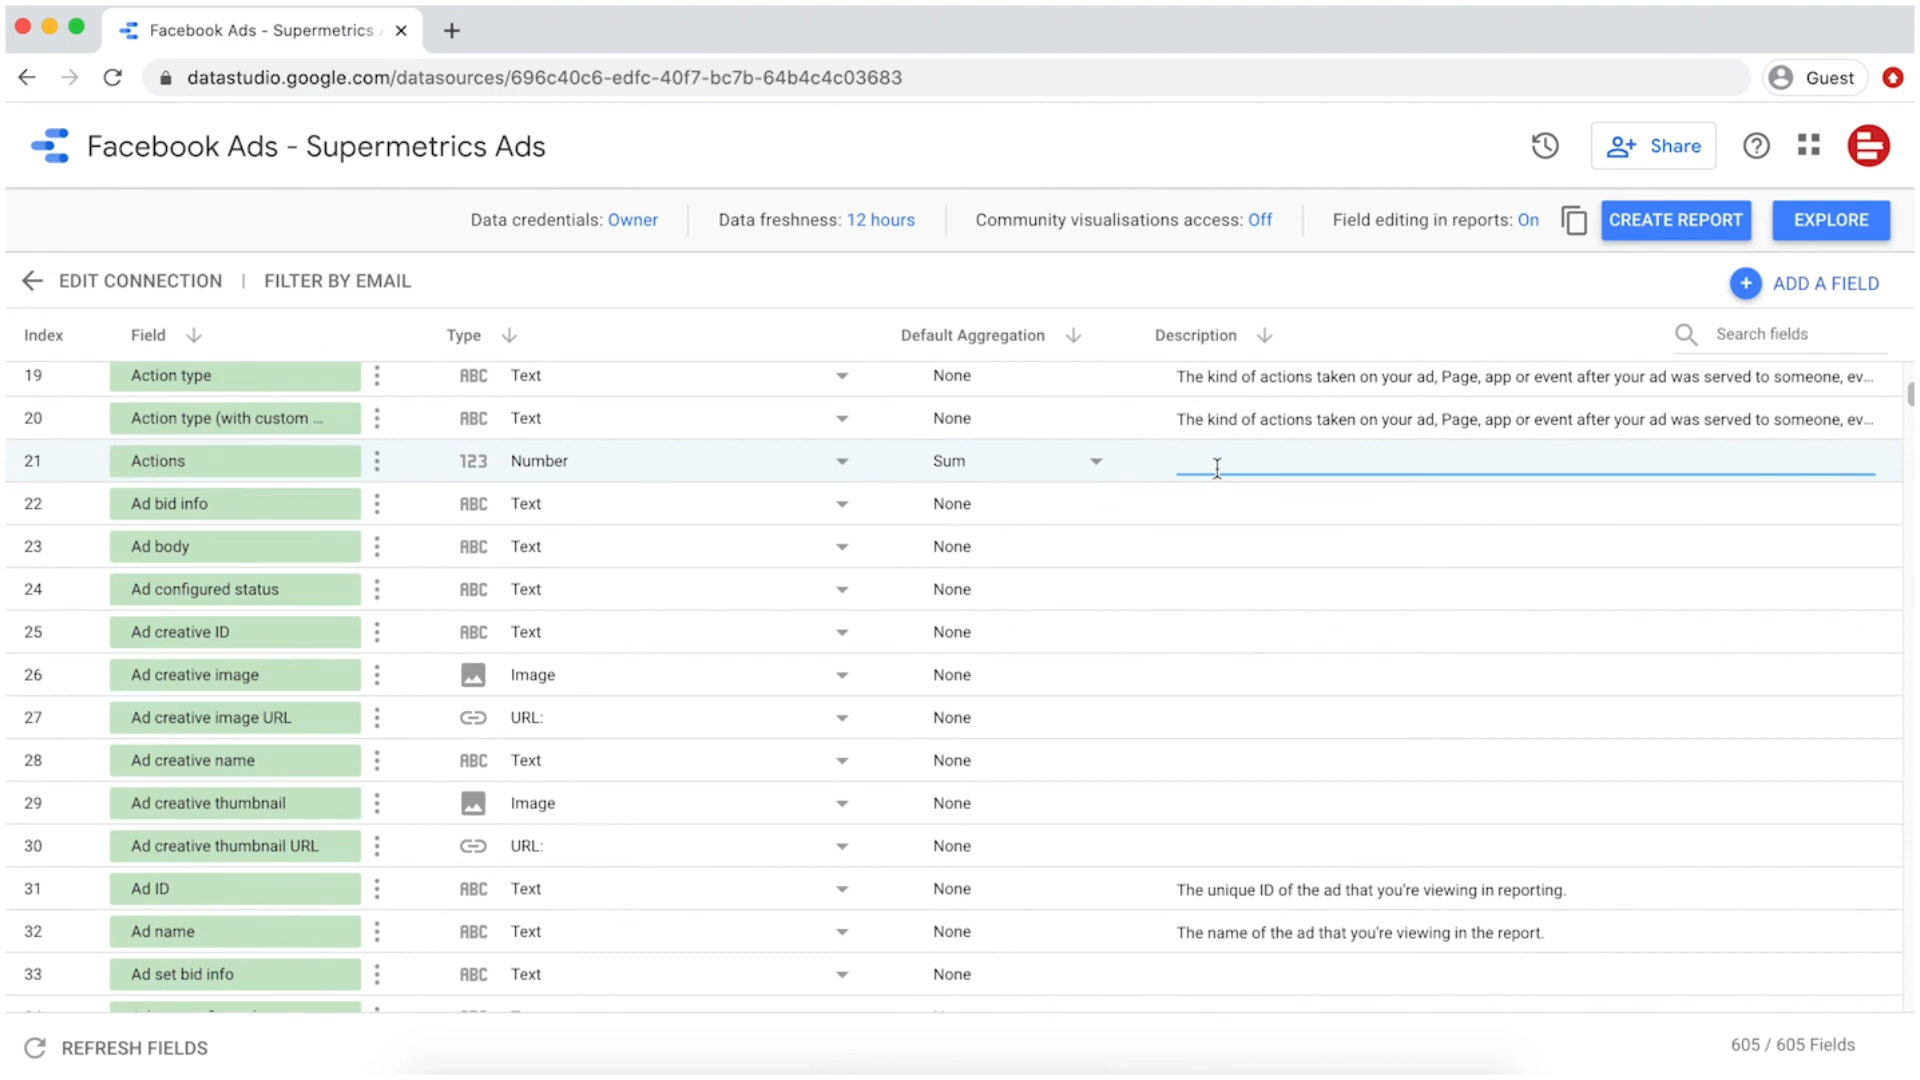 Facebook Ads - Supermetrics
datastudio.google.com/datasources/696c40c6-edfc-40f7-bc7b-64b4c4c03683
Guest
Facebook Ads - Supermetrics Ads
Share
Data credentials: Owner
Data freshness: 12 hours
Community visualisations access: Off
Field editing in reports: On
CREATE REPORT
EXPLORE
EDIT CONNECTION | FILTER BY EMAIL
ADD A FIELD
Index Field Type Default Aggregation Description Search fields
19 Action type ABC Text None The kind of actions taken on your ad, Page, app or event after your ad was served to someone, ev...
20 Action type (with custom ... ABC Text None The kind of actions taken on your ad, Page, app or event after your ad was served to someone, ev...
21 Actions 123 Number Sum
22 Ad bid info ABC Text None
23 Ad body ABC Text None
24 Ad configured status ABC Text None
25 Ad creative ID ABC Text None
26 Ad creative image Image None
27 Ad creative image URL URL: None
28 Ad creative name ABC Text None
29 Ad creative thumbnail Image None
30 Ad creative thumbnail URL URL: None
31 Ad ID ABC Text None The unique ID of the ad that you're viewing in reporting.
32 Ad name ABC Text None The name of the ad that you're viewing in the report.
33 Ad set bid info ABC Text None
REFRESH FIELDS
605 / 605 Fields